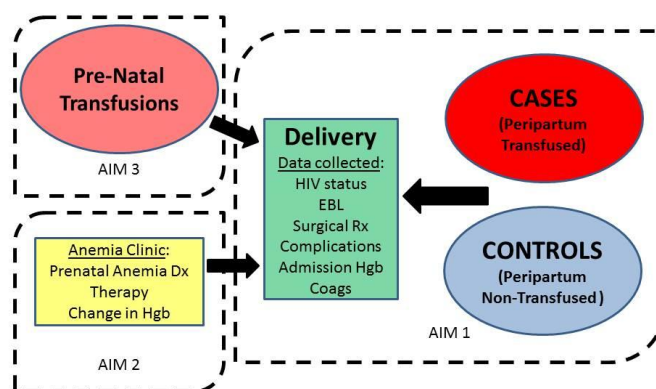 Pre-Natal
Transfusions
AIM 3
Anemia Clinic:
Prenatal Anemia Dx
Therapy
Change in Hgb
AIM 2
Delivery
Data collected:
HIV status
EBL
Surgical Rx
Complications
Admission Hgb
Coags
CASES
(Peripartum
Transfused)
CONTROLS
(Peripartum
Non-Transfused)
AIM 1